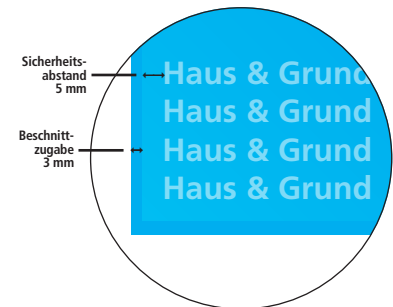 Sicherheits-
abstand
5 mm
Haus & Grund
Haus & Grund
Beschnitt-
zugabe
3 mm
Haus & Grund
Haus & Grund